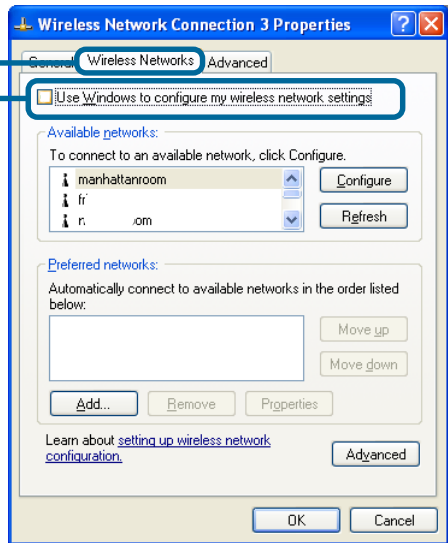 Wireless Network Connection 3 Properties
General Wireless Networks Advanced
Use Windows to configure my wireless network settings
Available networks:
To connect to an available network, click Configure.
manhattanroom
Configure
Refresh
Preferred networks:
Automatically connect to available networks in the order listed
below:
Move up
Move down
Add... Remove Properties
Learn about setting up wireless network
configuration.
Advanced
OK Cancel